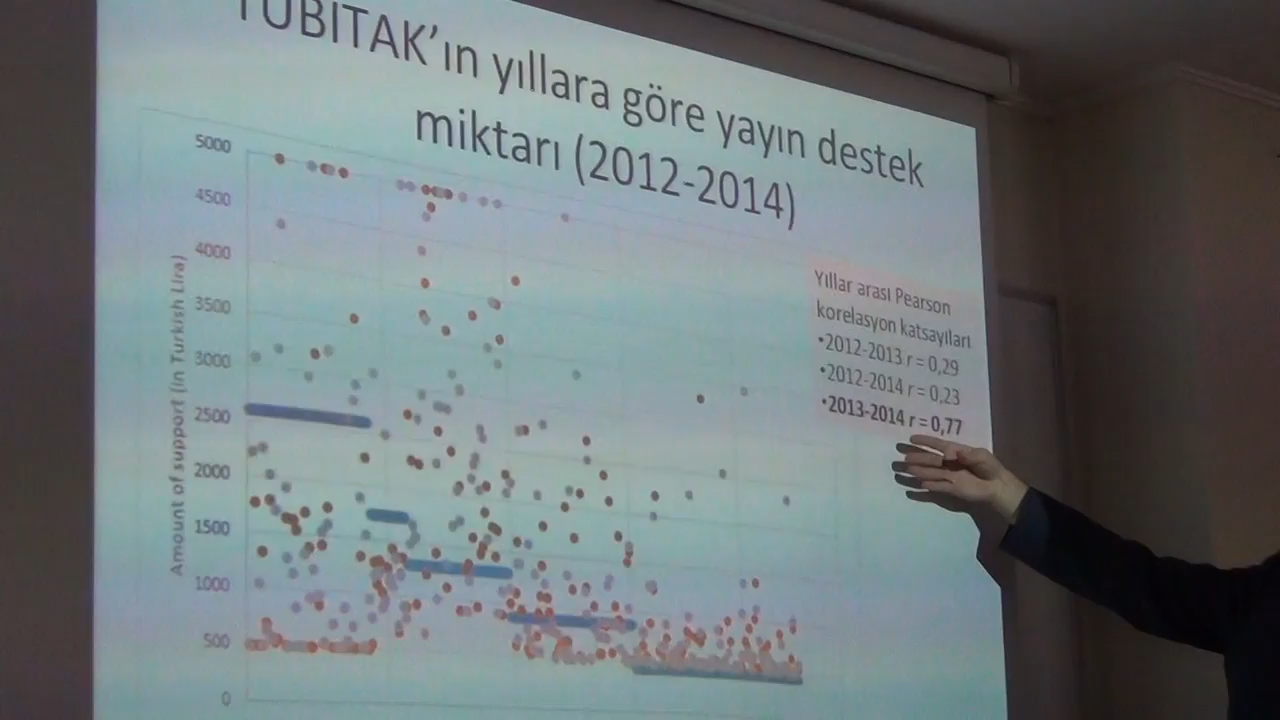 TÜBİTAK’ın yıllara göre yayın destek
miktarı (2012-2014)
Yıllar arası Pearson
korelasyon katsayıları
•2012-2013 r = 0,29
•2012-2014 r = 0,23
•2013-2014 r = 0,77
Amount of support (in Turkish Lira)
5000
4500
4000
3500
3000
2500
2000
1500
1000
500
0